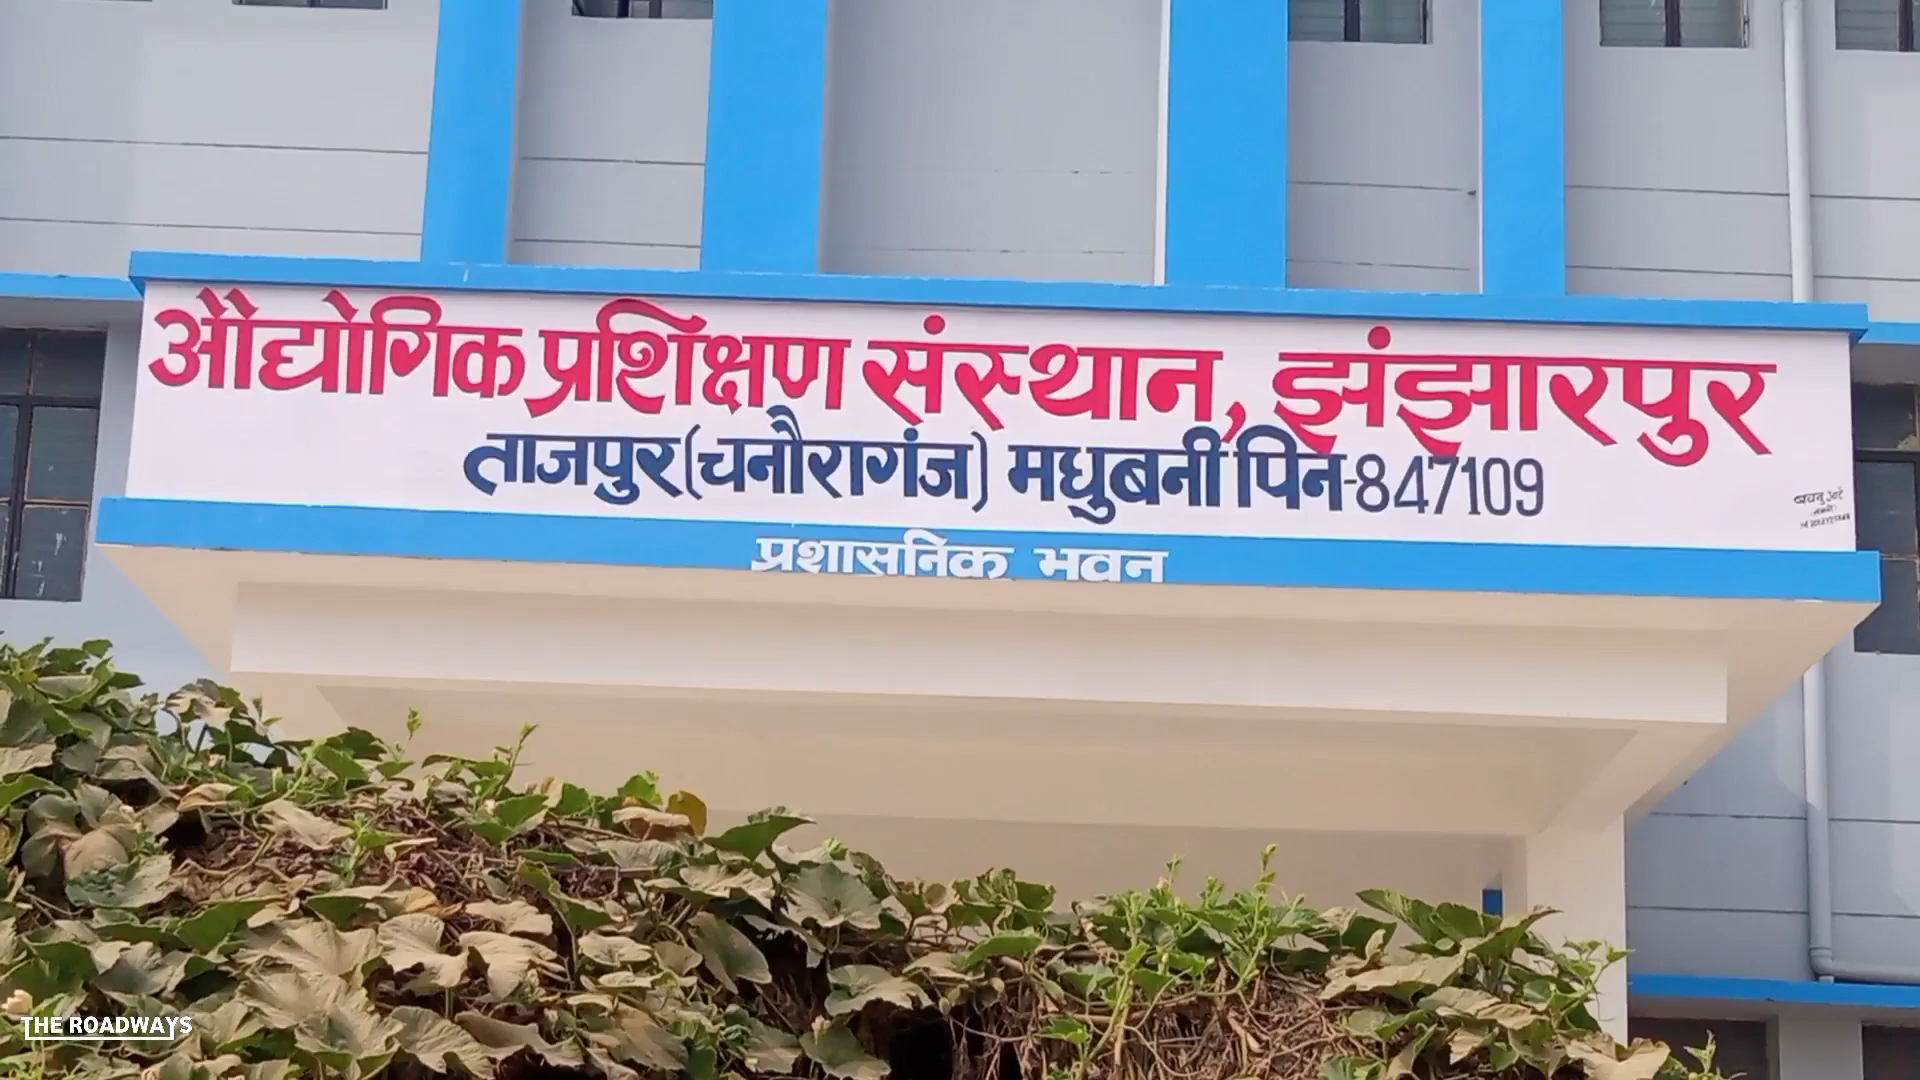 औद्योगिक प्रशिक्षण संस्थान, झंझारपुर
ताजपुर (चनौरागंज) मधुबनी पिन-847109
प्रशासनिक भवन
THE ROADWAYS